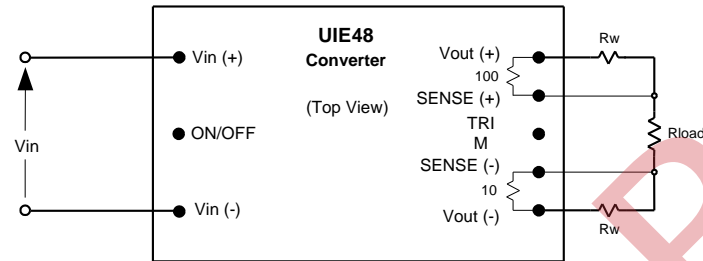 UIE48
Converter
(Top View)
Vin (+)
ON/OFF
Vin (-)
Vin
Vout (+)
100
SENSE (+)
TRI
M
SENSE (-)
10
Vout (-)
Rw
Rload
Rw